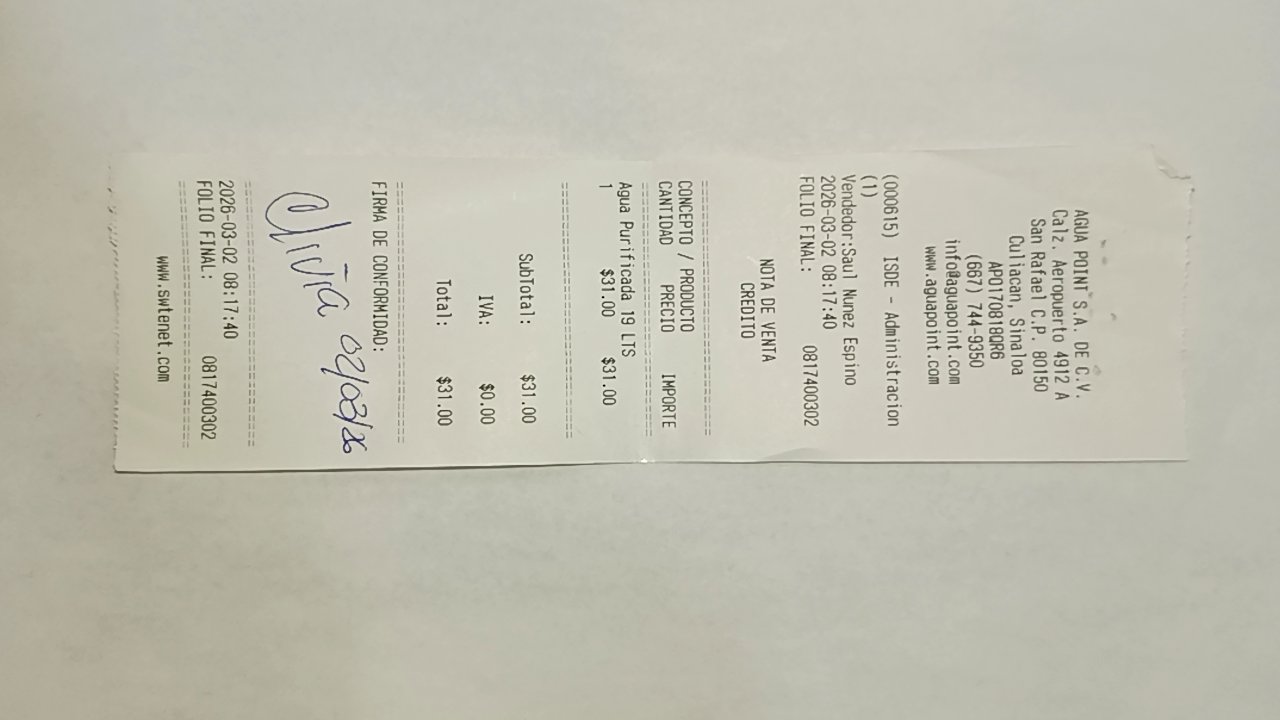 AGUA POINT S.A. DE C.V.
Calz. Aeropuerto 4912 A
San Rafael C.P. 80150
Culiacan, Sinaloa
APO170818QR6
(667) 744-9350
info@aguapoint.com
www.aguapoint.com
(000615) ISDE - Administracion
(1)
Vendedor:Saul Nunez Espino
2026-03-02 08:17:40
FOLIO FINAL: 0817400302
NOTA DE VENTA
CREDITO
==============================
CONCEPTO / PRODUCTO
CANTIDAD PRECIO IMPORTE
==============================
Agua Purificada 19 LTS
1 $31.00 $31.00
==============================
SubTotal: $31.00
IVA: $0.00
Total: $31.00
==============================
FIRMA DE CONFORMIDAD:
Olivia 02/03/26
==============================
2026-03-02 08:17:40
FOLIO FINAL: 0817400302
==============================
www.swtenet.com